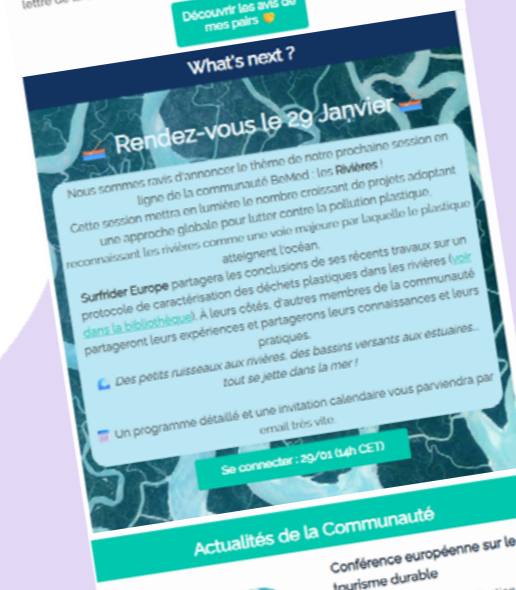 lettre de
Découvrir les avis de
mes pairs
What's next ?
Rendez-vous le 29 Janvier
Nous sommes ravis d'annoncer le thème de notre prochaine session en
ligne de la communauté BeMed : les Rivières !
Cette session mettra en lumière le nombre croissant de projets adoptant
une approche globale pour lutter contre la pollution plastique,
reconnaissant les rivières comme une voie majeure par laquelle le plastique
atteignent l'océan.
Surfrider Europe partagera les conclusions de ses récents travaux sur un
protocole de caractérisation des déchets plastiques dans les rivières (voir
dans la bibliothèque). À leurs côtés, d'autres membres de la communauté
partageront leurs expériences et partagerons leurs connaissances et leurs
pratiques.
Des petits ruisseaux aux rivières, des bassins versants aux estuaires...
tout se jette dans la mer !
Un programme détaillé et une invitation calendaire vous parviendra par
email très vite.
Se connecter : 29/01 (14h CET)
Actualités de la Communauté
Conférence européenne sur le
tourisme durable